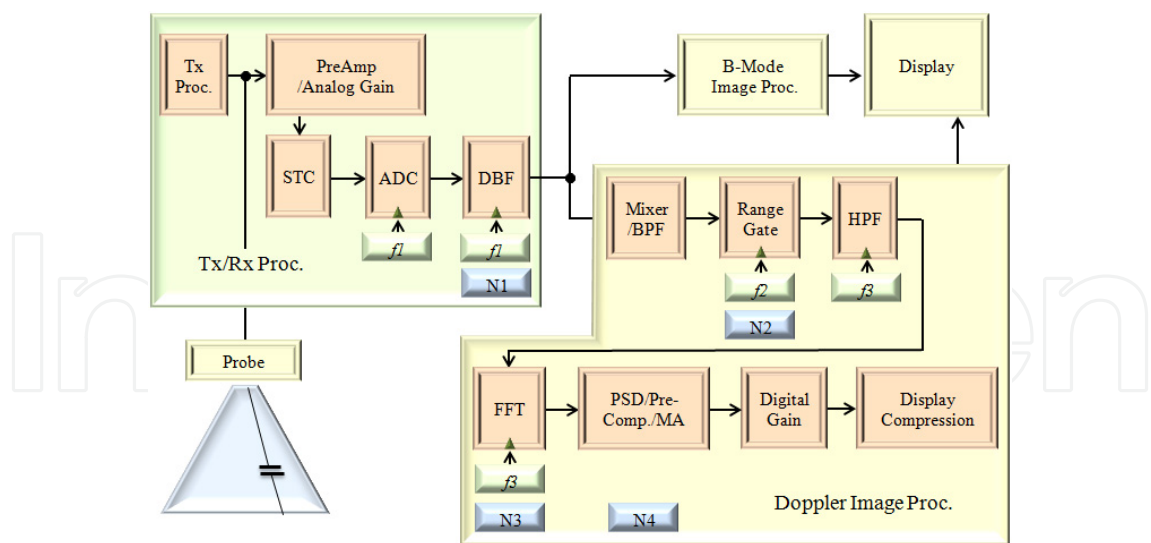 Tx
Proc.
PreAmp
/Analog Gain
B-Mode
Image Proc.
Display
STC
ADC
DBF
f1
f1
N1
Tx/Rx Proc.
Mixer
/BPF
Range
Gate
HPF
f2
f3
N2
Probe
FFT
PSD/Pre-
Comp./MA
Digital
Gain
Display
Compression
f3
N3
N4
Doppler Image Proc.